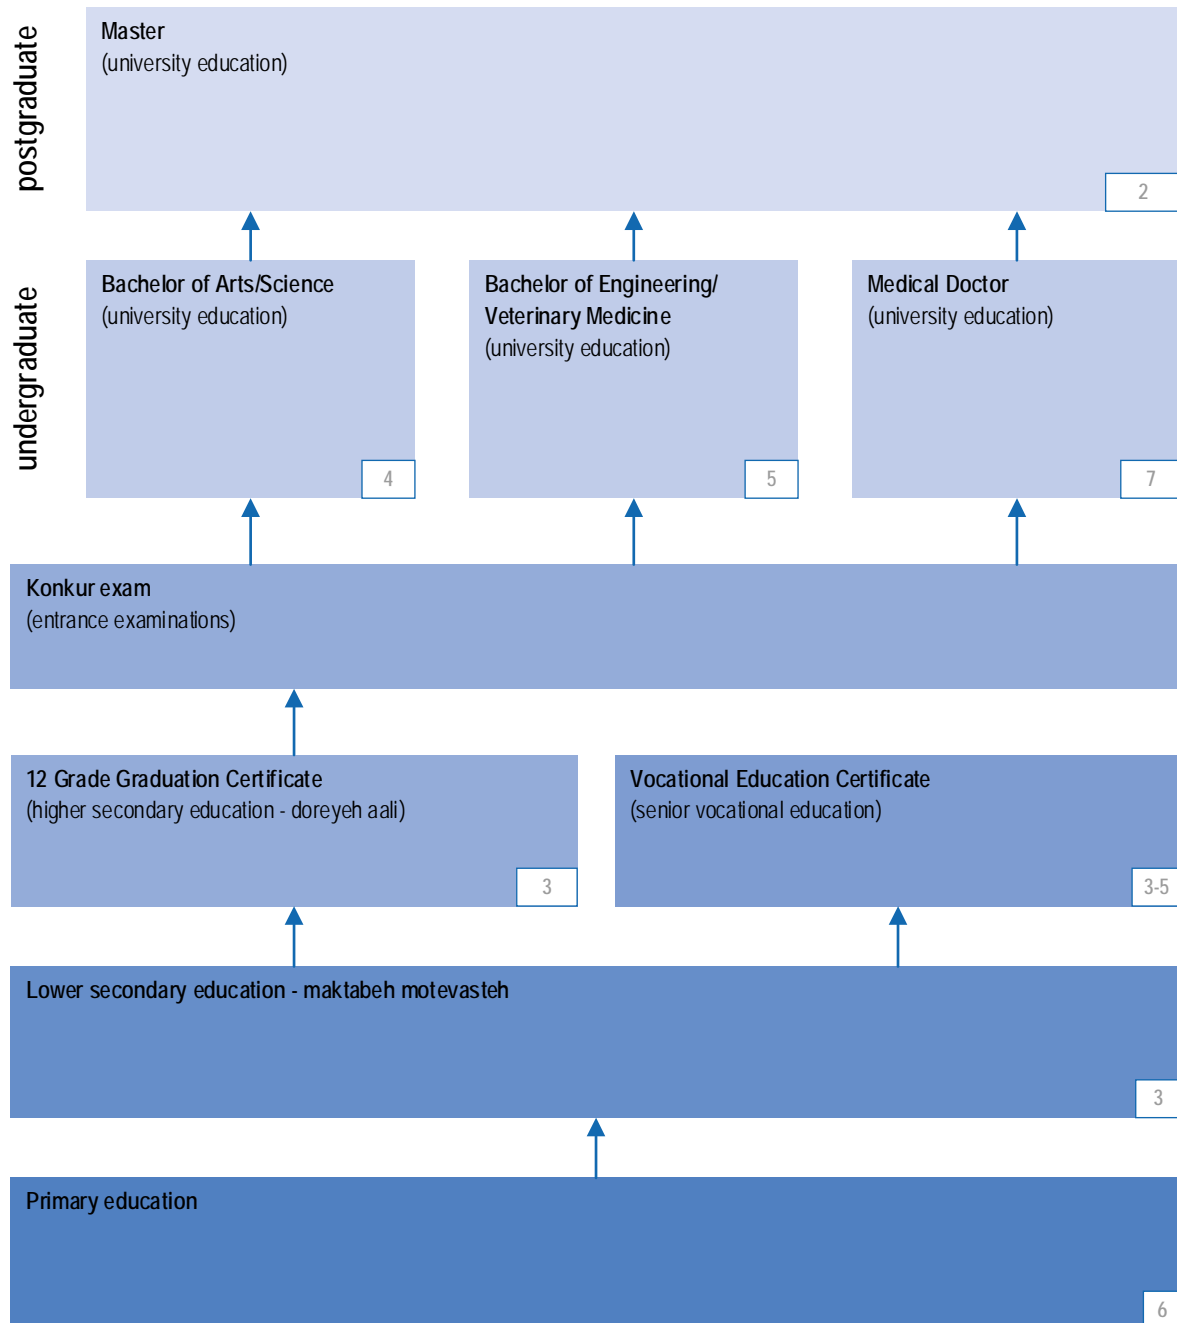 postgraduate
Master
(university education)
2
undergraduate
Bachelor of Arts/Science
(university education)
4
Bachelor of Engineering/
Veterinary Medicine
(university education)
5
Medical Doctor
(university education)
7
Konkur exam
(entrance examinations)
12 Grade Graduation Certificate
(higher secondary education - doreyeh aali)
3
Vocational Education Certificate
(senior vocational education)
3-5
Lower secondary education - maktabeh motevasteh
3
Primary education
6